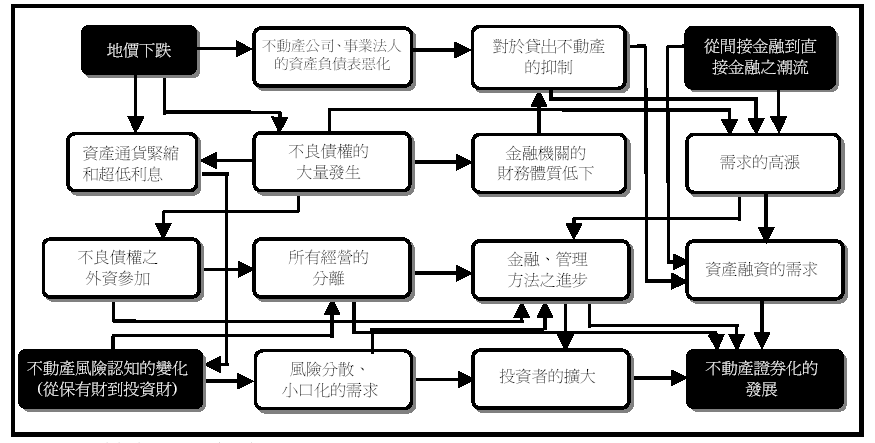 地價下跌
不動產公司、事業法人
的資產負債表惡化
對於貸出不動產
的抑制
從間接金融到直
接金融之潮流
資產通貨緊縮
和超低利息
不良債權的
大量發生
金融機關的
財務體質低下
需求的高漲
不良債權之
外資參加
所有經營的
分離
金融、管理
方法之進步
資產融資的需求
不動產風險認知的變化
(從保有財到投資財)
風險分散、
小口化的需求
投資者的擴大
不動產證券化的
發展